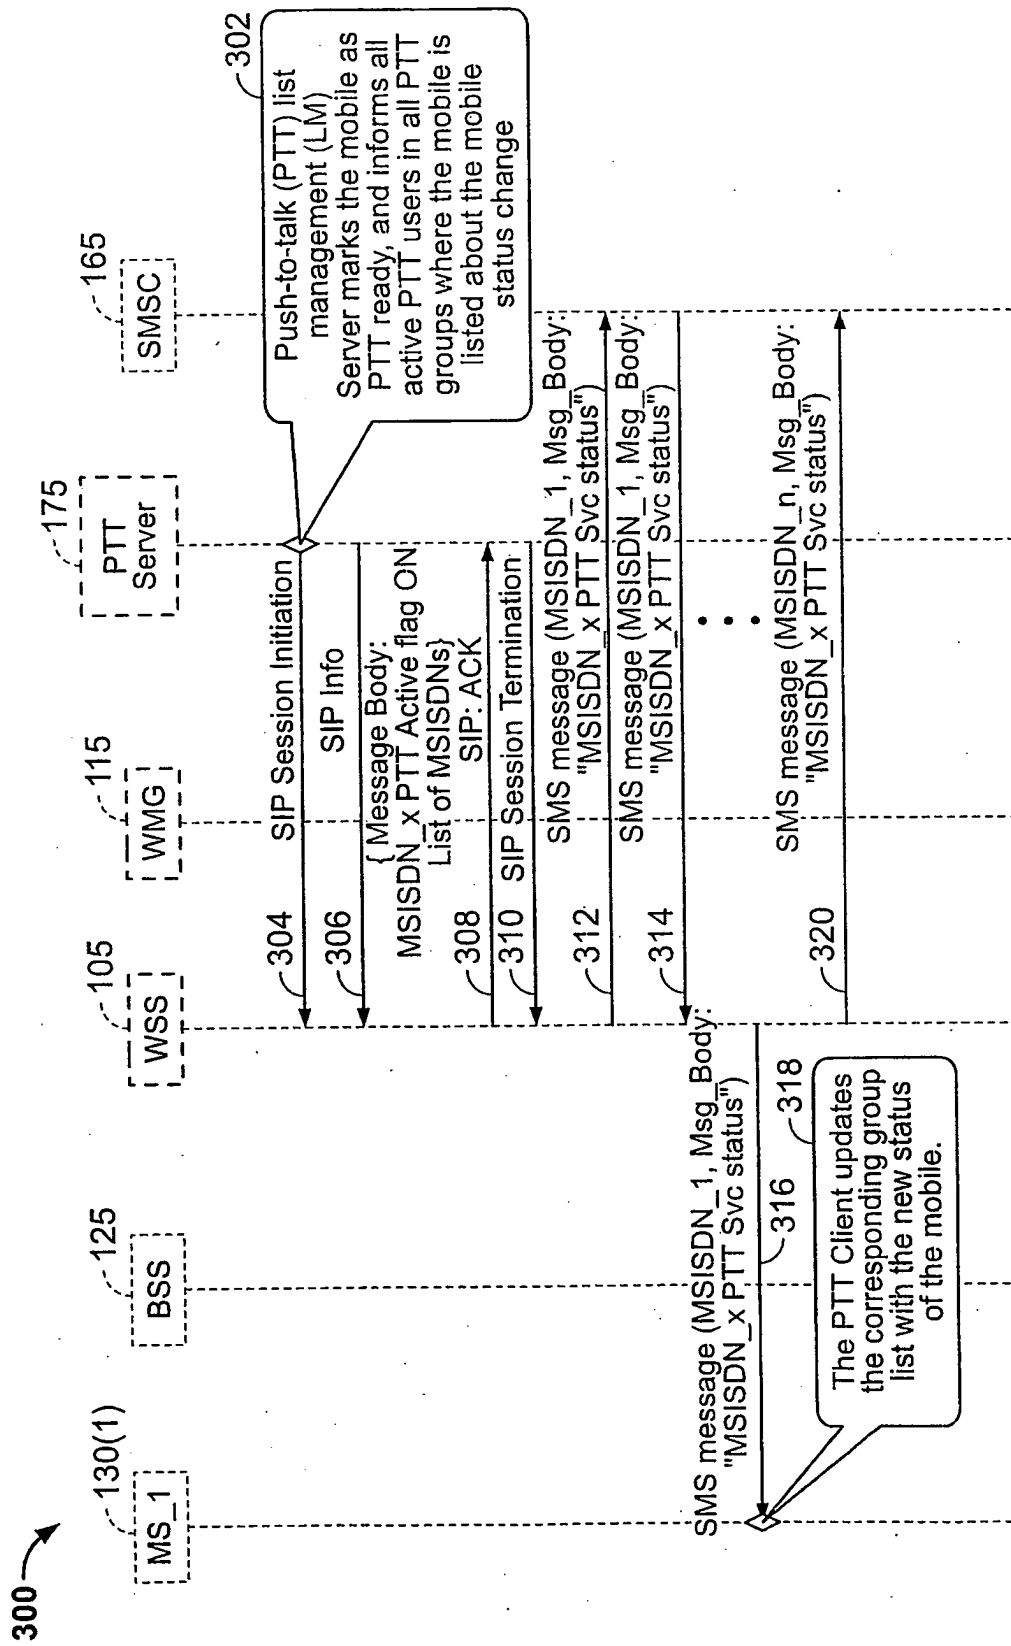 300
130(1)
MS_1
125
BSS
105
WSS
115
WMG
175
PTT
Server
165
SMSC
302
Push-to-talk (PTT) list
management (LM)
Server marks the mobile as
PTT ready, and informs all
active PTT users in all PTT
groups where the mobile is
listed about the mobile
status change
304
SIP Session Initiation
306
SIP Info
{ Message Body:
MSISDN_x PTT Active flag ON
List of MSISDNs}
308
SIP: ACK
310
SIP Session Termination
312
SMS message (MSISDN_1, Msg_Body:
"MSISDN_x PTT Svc status")
314
SMS message (MSISDN_1, Msg_Body:
"MSISDN_x PTT Svc status")
SMS message (MSISDN_1, Msg_Body:
"MSISDN_x PTT Svc status")
316
318
The PTT Client updates
the corresponding group
list with the new status
of the mobile.
320
SMS message (MSISDN_n, Msg_Body:
"MSISDN_x PTT Svc status")